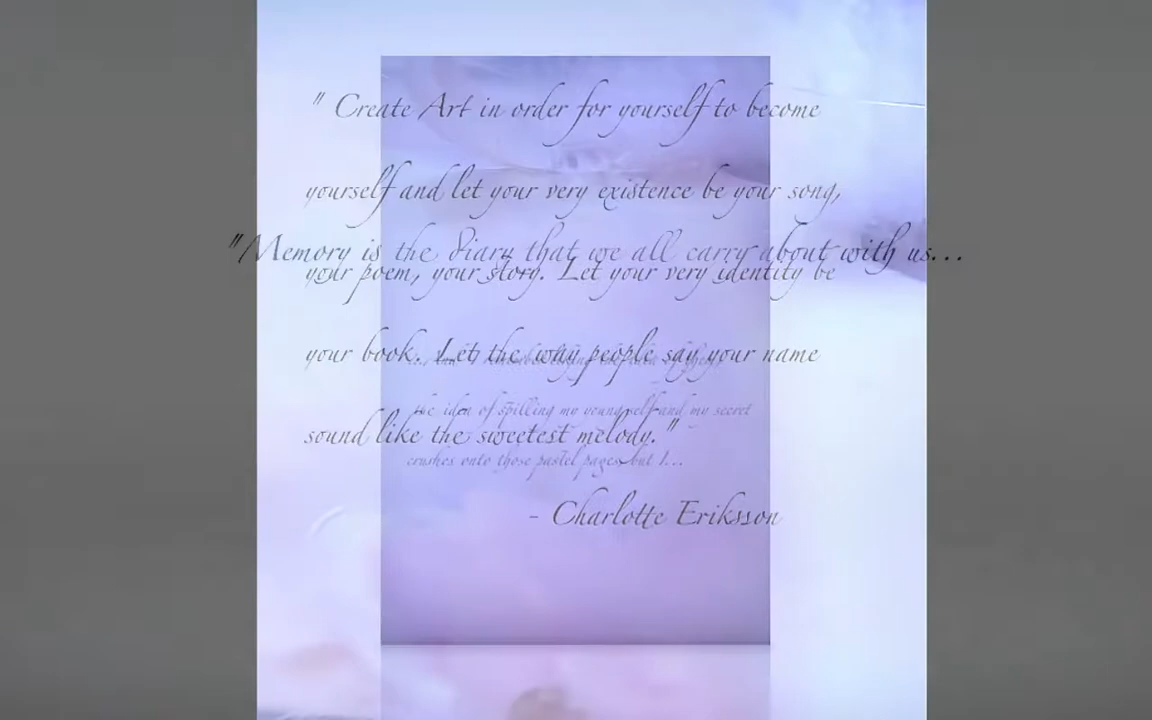 " Create Art in order for yourself to become
yourself and let your very existence be your song,
"Memory is the diary that we all carry about with us...
your poem, your story. Let your very identity be
your book. Let the way people say your name
the idea of spilling my young self and my secret
sound like the sweetest melody."
crushes onto those pastel pages, but I...
- Charlotte Eriksson